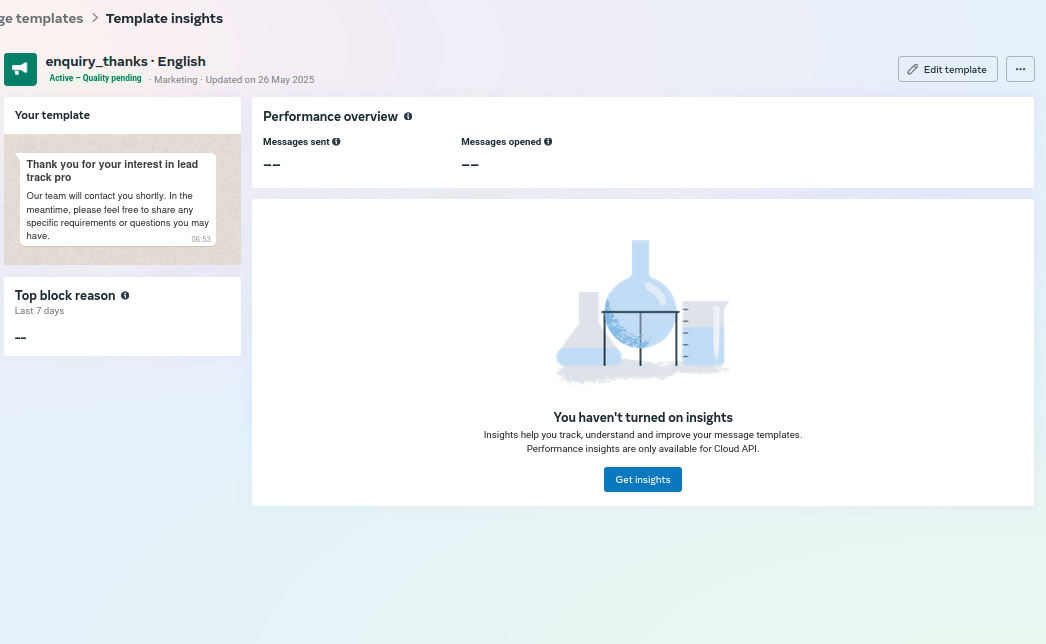 ge templates > Template insights
enquiry_thanks · English
Active – Quality pending · Marketing · Updated on 26 May 2025
Edit template
...
Your template
Thank you for your interest in lead
track pro
Our team will contact you shortly. In the
meantime, please feel free to share any
specific requirements or questions you may
have.
06:53
Top block reason
Last 7 days
--
Performance overview
Messages sent
Messages opened
--
--
You haven't turned on insights
Insights help you track, understand and improve your message templates.
Performance insights are only available for Cloud API.
Get insights